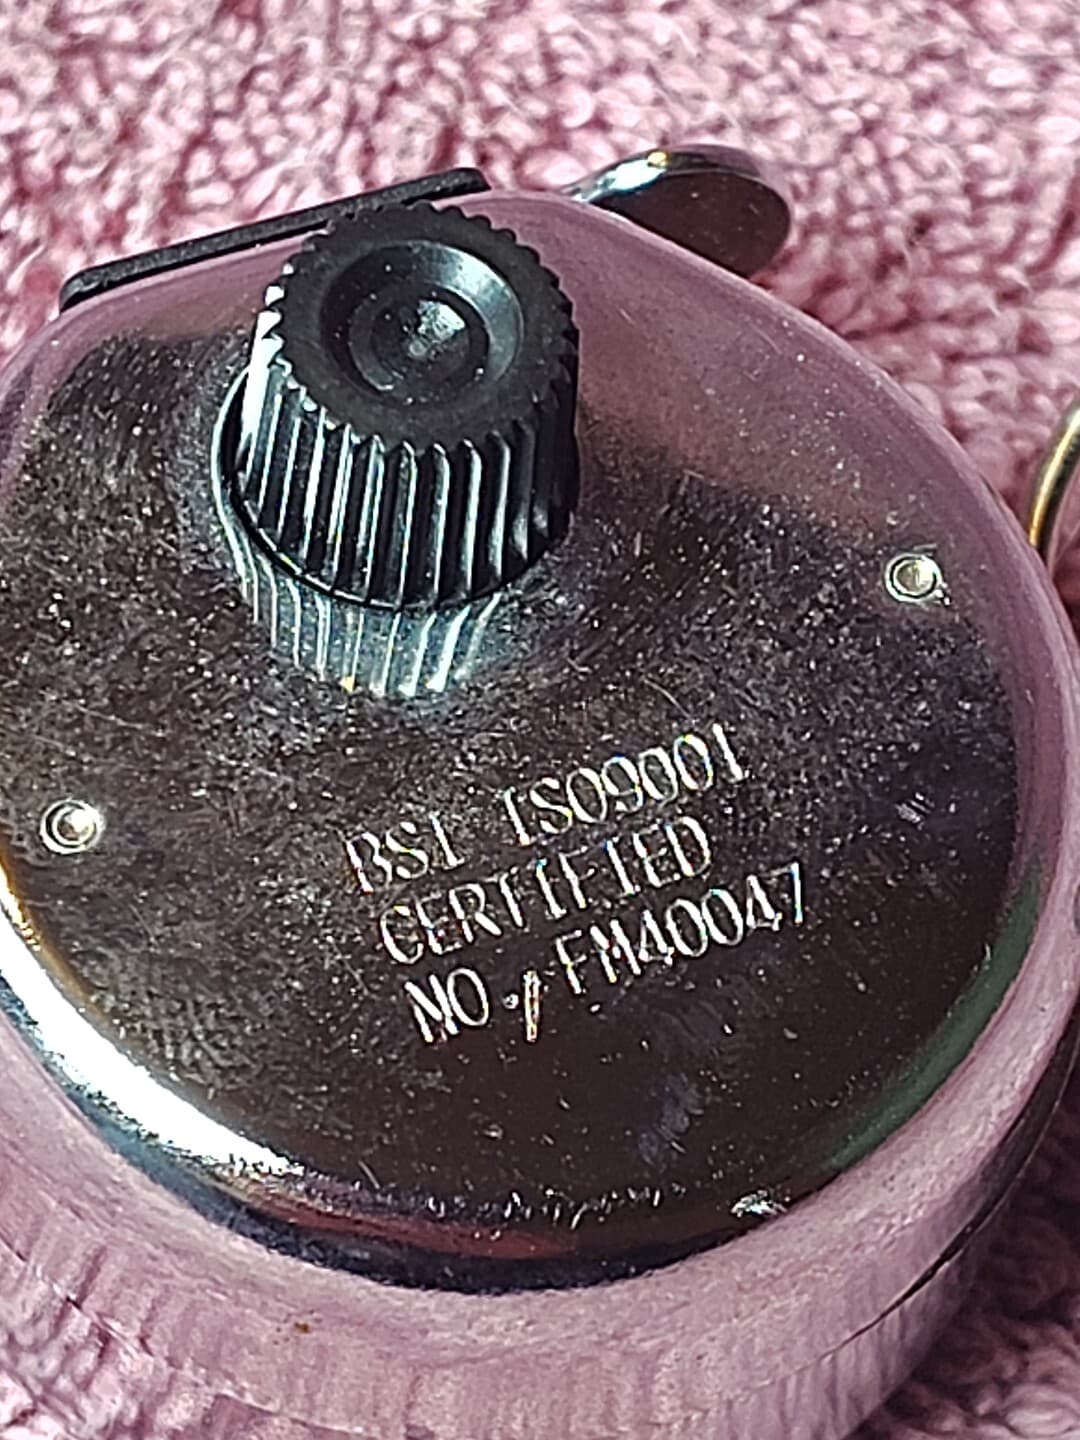 BSI ISO9001
CERTIFIED
NO. FM40047